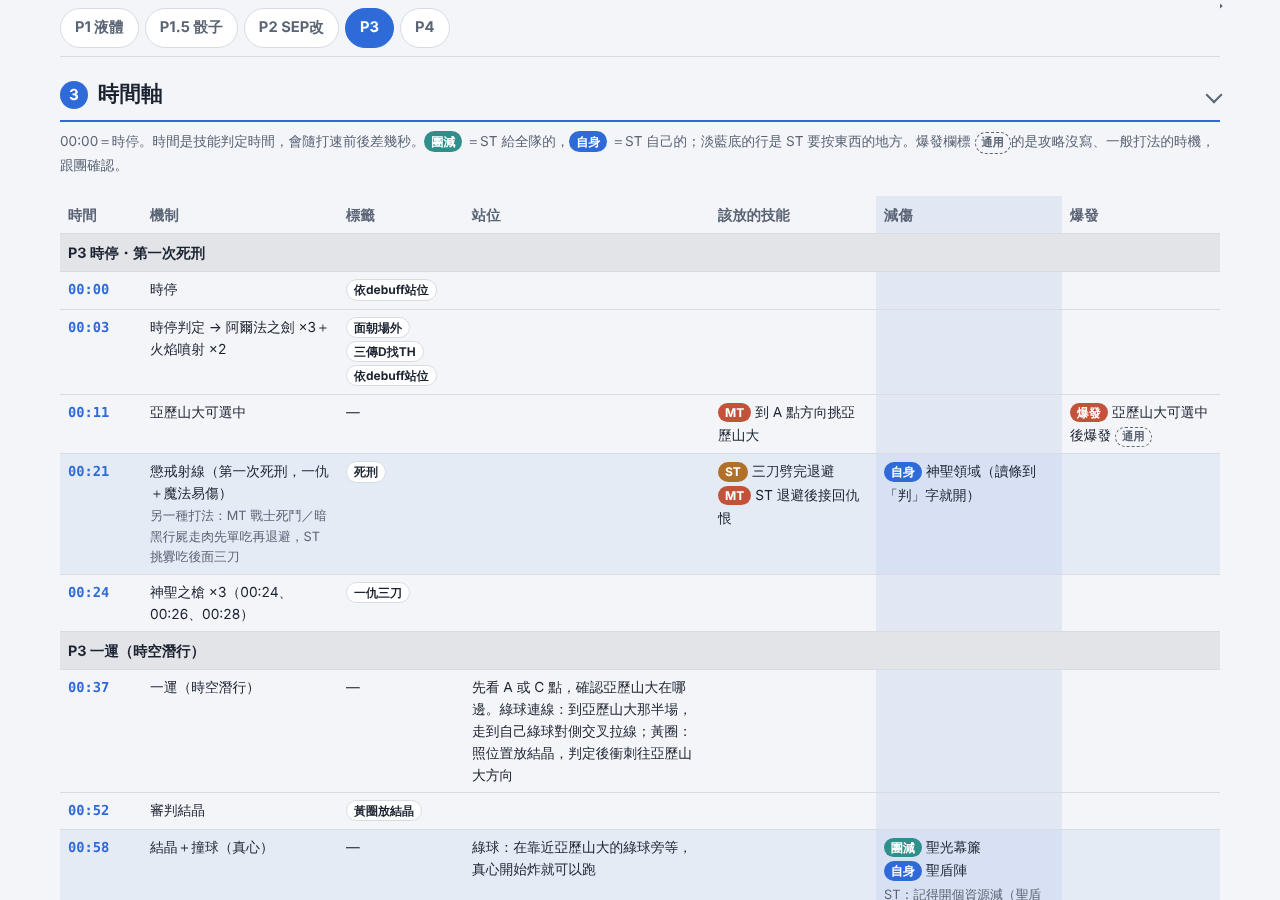 P1 液體
P1.5 骰子
P2 SEP改
P3
P4
3 時間軸
00:00＝時停。時間是技能判定時間，會隨打速前後差幾秒。團減 ＝ST 給全隊的，自身 ＝ST 自己的；淡藍底的行是 ST 要按東西的地方。爆發欄標 通用 的是攻略沒寫、一般打法的時機，
跟團確認。
時間 機制 標籤 站位 該放的技能 減傷 爆發
P3 時停・第一次死刑
00:00 時停 依debuff站位
00:03 時停判定 → 阿爾法之劍 ×3＋ 面朝場外
火焰噴射 ×2 三傳D找TH
依debuff站位
00:11 亞歷山大可選中 — MT 到 A 點方向挑亞 爆發 亞歷山大可選中
歷山大 後爆發 通用
00:21 懲戒射線（第一次死刑，一仇 死刑 ST 三刀劈完退避 自身 神聖領域（讀條到
＋魔法易傷） MT ST 退避後接回仇 「判」字就開）
另一種打法：MT 戰士死鬥／暗 恨
黑行屍走肉先單吃再退避，ST
挑釁吃後面三刀
00:24 神聖之槍 ×3（00:24、 一仇三刀
00:26、00:28）
P3 一運（時空潛行）
00:37 一運（時空潛行） — 先看 A 或 C 點，確認亞歷山大在哪
邊。綠球連線：到亞歷山大那半場，
走到自己綠球對側交叉拉線；黃圈：
照位置放結晶，判定後衝刺往亞歷山
大方向
00:52 審判結晶 黃圈放結晶
00:58 結晶＋撞球（真心） — 綠球：在靠近亞歷山大的綠球旁等， 團減 聖光幕簾
真心開始炸就可以跑 自身 聖盾陣
ST：記得開個資源減（聖盾